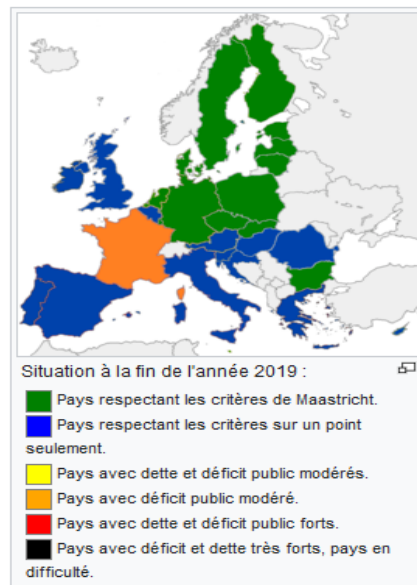 Situation à la fin de l'année 2019 :
Pays respectant les critères de Maastricht.
Pays respectant les critères sur un point
seulement.
Pays avec dette et déficit public modérés.
Pays avec déficit public modéré.
Pays avec dette et déficit public forts.
Pays avec déficit et dette très forts, pays en
difficulté.